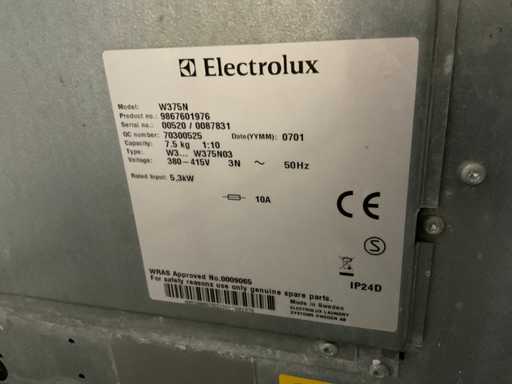 Electrolux
Model: W375N
Product no.: 9867601976
Serial no.: 00520 / 0087831
QC number: 70300525 Date(YYMM): 0701
Capacity: 7.5 kg 1:10
Type: W3... W375N03
Voltage: 380-415V 3N ~ 50Hz
Rated Input: 5,3kW
10A
CE
S
IP24D
WRAS Approved No.0009065
For safety reasons use only genuine spare parts.
Made in Sweden
ELECTROLUX LAUNDRY
SYSTEMS SWEDEN AB